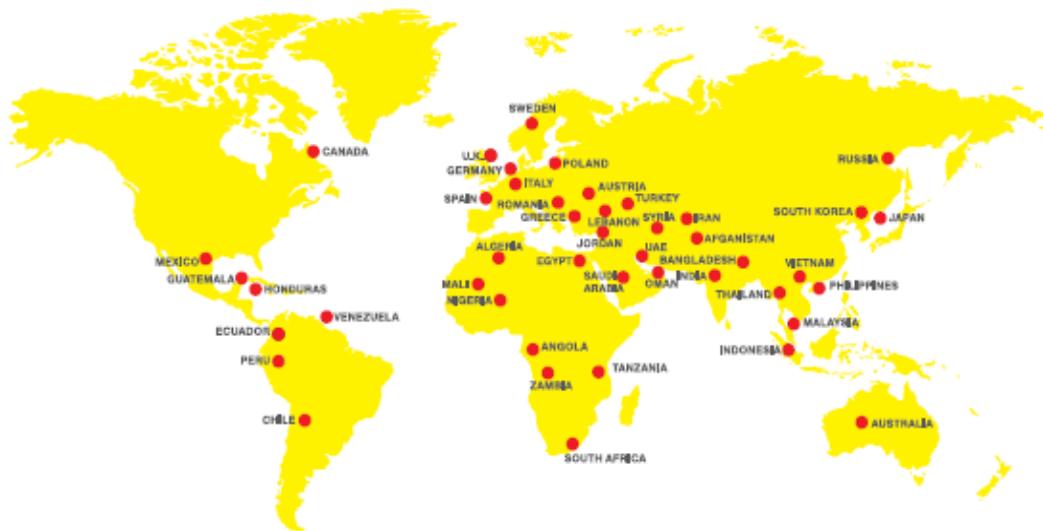 SWEDEN
CANADA
U.K.
POLAND
RUSSIA
GERMANY
ITALY
AUSTRIA
SPAIN
ROMANIA
TURKEY
GREECE
LEBANON
SYRIA
IRAN
SOUTH KOREA
JAPAN
JORDAN
AFGANISTAN
ALGERIA
UAE
MEXICO
EGYPT
BANGLADESH
VIETNAM
GUATEMALA
SAUDI
ARABIA
OMAN
INDIA
MALI
HONDURAS
THAILAND
PHILIPPINES
NIGERIA
VENEZUELA
MALAYSIA
ECUADOR
ANGOLA
INDONESIA
PERU
TANZANIA
ZAMBIA
CHILE
AUSTRALIA
SOUTH AFRICA